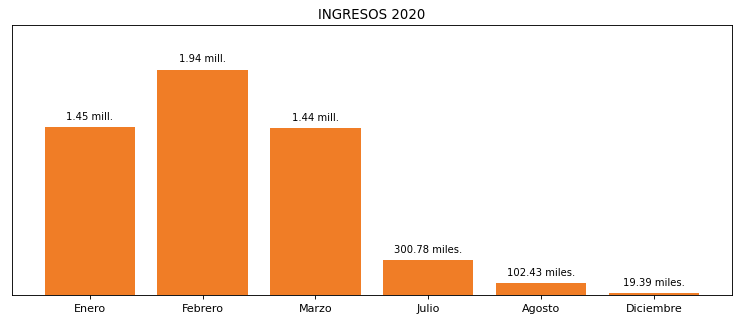 INGRESOS 2020
1.45 mill.
1.94 mill.
1.44 mill.
300.78 miles.
102.43 miles.
19.39 miles.
Enero
Febrero
Marzo
Julio
Agosto
Diciembre